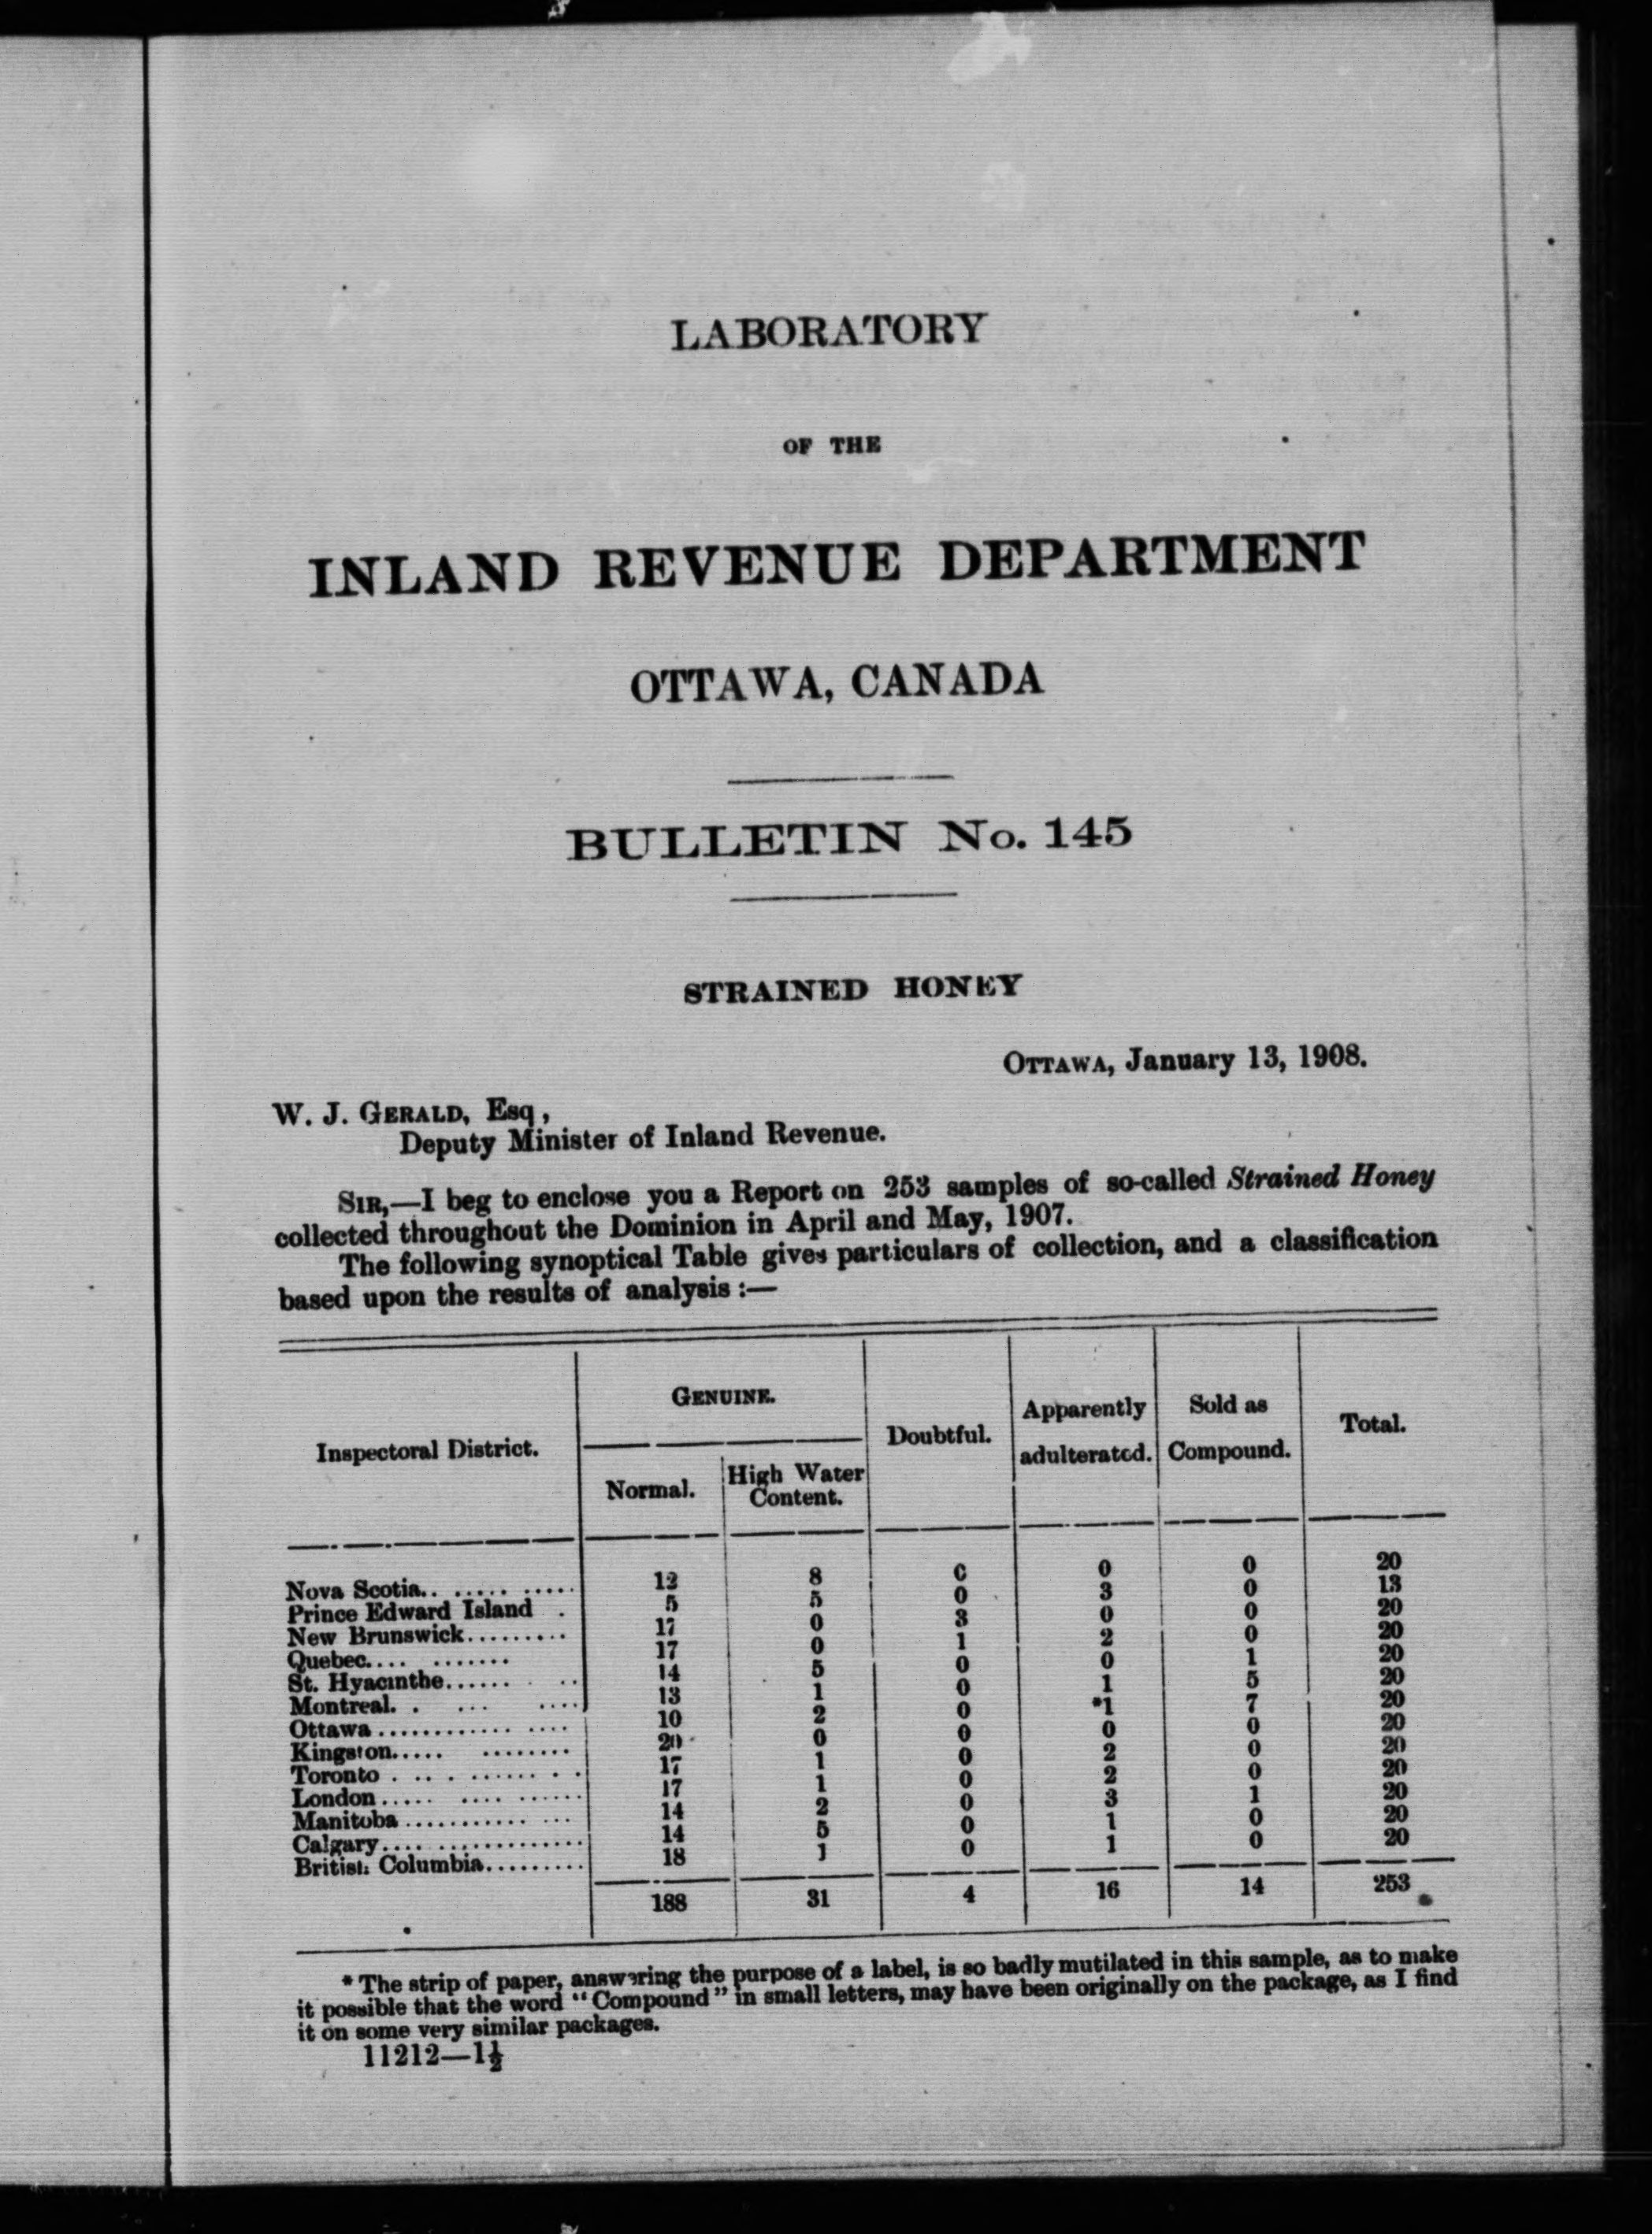 LABORATORY
OF THE
INLAND REVENUE DEPARTMENT
OTTAWA, CANADA
BULLETIN No. 145
STRAINED HONEY
OTTAWA, January 13, 1908.
W. J. GERALD, Esq,
Deputy Minister of Inland Revenue.
SIR,—I beg to enclose you a Report on 253 samples of so-called Strained Honey
collected throughout the Dominion in April and May, 1907.
The following synoptical Table gives particulars of collection, and a classification
based upon the results of analysis :—
Inspectoral District. GENUINE. Doubtful. Apparently adulterated. Sold as Compound. Total.
Normal. High Water Content.
Nova Scotia 12 8 0 0 0 20
Prince Edward Island 5 5 0 3 0 13
New Brunswick 17 0 3 0 0 20
Quebec 17 0 1 2 0 20
St. Hyacinthe 14 5 0 0 1 20
Montreal 13 1 0 1 5 20
Ottawa 10 2 0 *1 7 20
Kingston 20 0 0 0 0 20
Toronto 17 1 0 2 0 20
London 17 1 0 2 0 20
Manitoba 14 2 0 3 1 20
Calgary 14 5 0 1 0 20
British Columbia 18 1 0 1 0 20
188 31 4 16 14 253
* The strip of paper, answering the purpose of a label, is so badly mutilated in this sample, as to make
it possible that the word "Compound" in small letters, may have been originally on the package, as I find
it on some very similar packages.
11212—1½